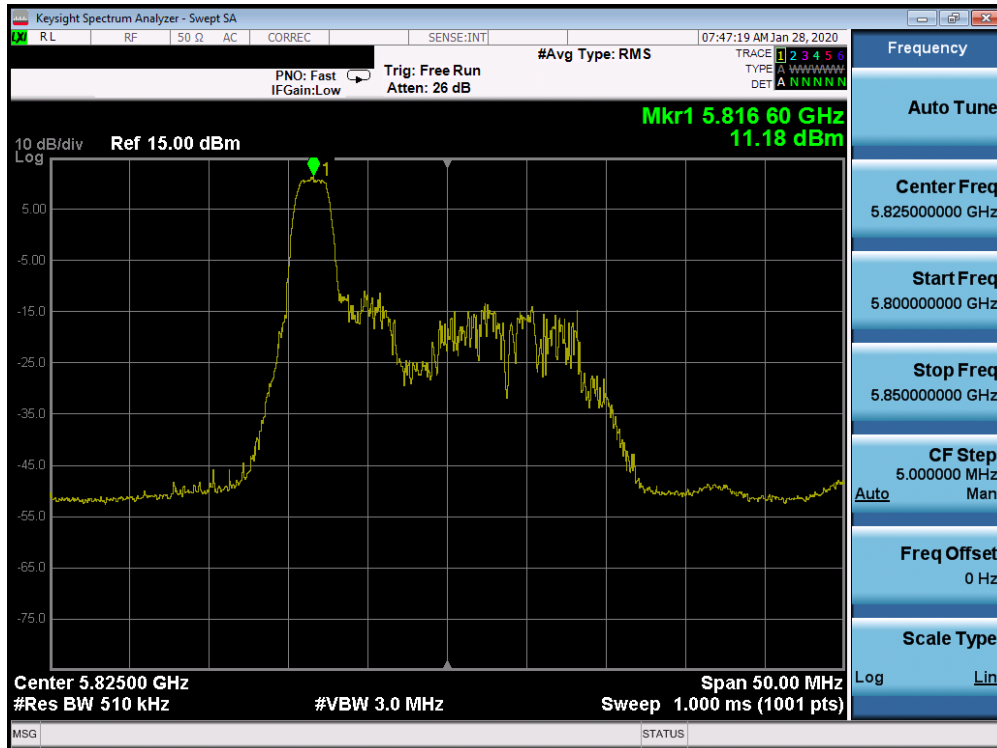 Keysight Spectrum Analyzer - Swept SA
LXI RL RF 50 Ω AC CORREC SENSE:INT 07:47:19 AM Jan 28, 2020
#Avg Type: RMS TRACE 1 2 3 4 5 6
PNO: Fast Trig: Free Run TYPE A WWWWW
IFGain:Low Atten: 26 dB DET A N N N N N
Mkr1 5.816 60 GHz
11.18 dBm
10 dB/div Ref 15.00 dBm
Log
1
5.00
-5.00
-15.0
-25.0
-35.0
-45.0
-55.0
-65.0
-75.0
Center 5.82500 GHz Span 50.00 MHz
#Res BW 510 kHz #VBW 3.0 MHz Sweep 1.000 ms (1001 pts)
MSG STATUS
Frequency
Auto Tune
Center Freq
5.825000000 GHz
Start Freq
5.800000000 GHz
Stop Freq
5.850000000 GHz
CF Step
5.000000 MHz
Auto Man
Freq Offset
0 Hz
Scale Type
Log Lin